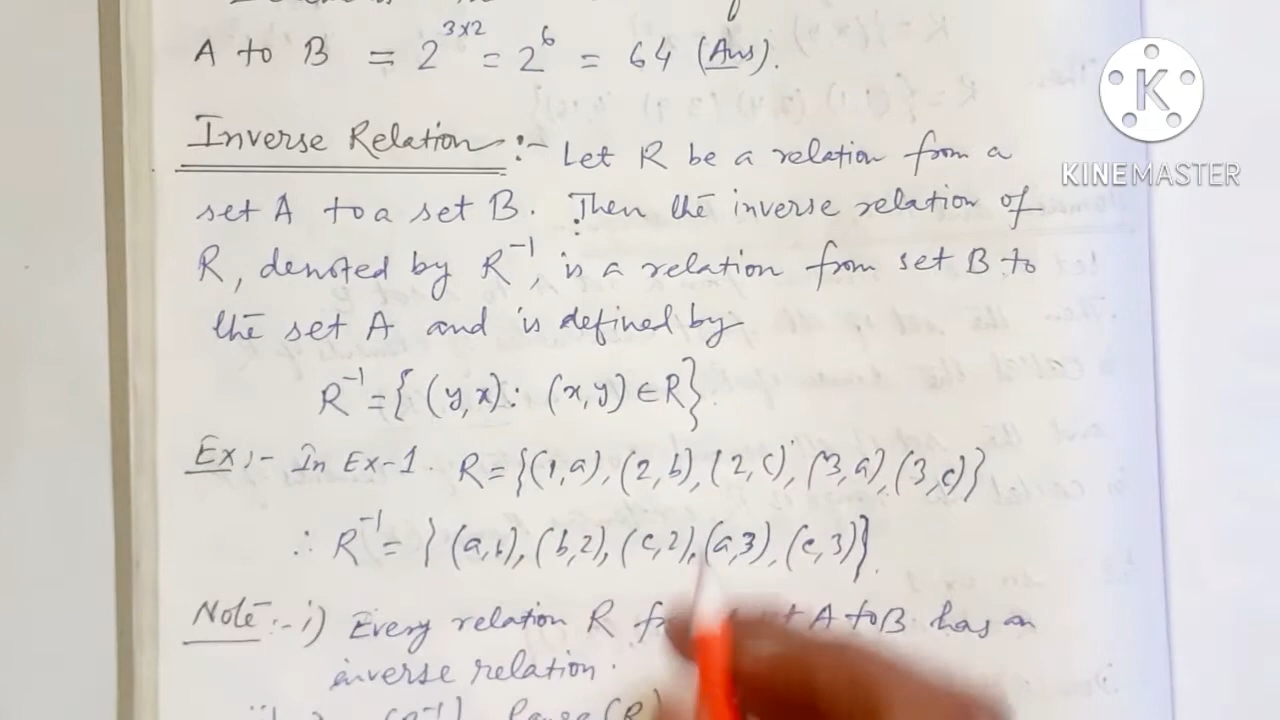 A to B = 2^{3×2} = 2^6 = 64 (Ans).
Inverse Relation :- Let R be a relation from a
set A to a set B. Then the inverse relation of
R, denoted by R^{-1}, is a relation from set B to
the set A and is defined by
R^{-1} = { (y,x): (x,y) ∈ R}.
Ex:- In Ex-1. R = {(1,a), (2,b), (2,c), (3,a), (3,c)}
∴ R^{-1} = { (a,1), (b,2), (c,2), (a,3), (c,3)}.
Note:- i) Every relation R A to B has an
inverse relation.
(R^{-1}) (R)
K
KINEMASTER